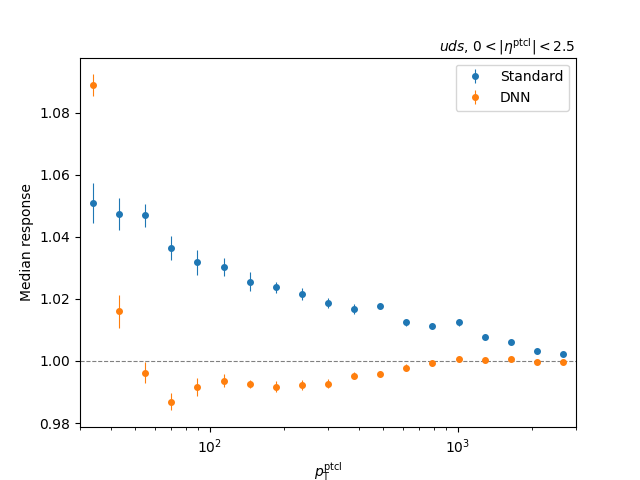 uds, 0 < |η^ptcl| < 2.5
Standard
DNN
Median response
1.08
1.06
1.04
1.02
1.00
0.98
10^2
10^3
p_T^ptcl